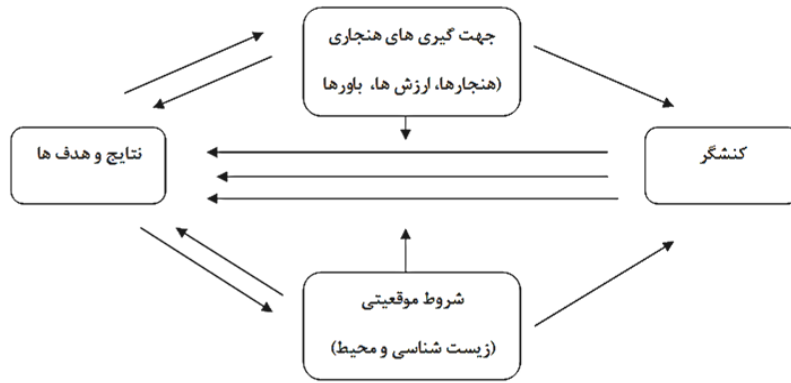 جهت گیری های هنجاری
(هنجارها، ارزش ها، باورها
کنشگر
نتایج و هدف ها
شروط موقعیتی
(زیست شناسی و محیط)